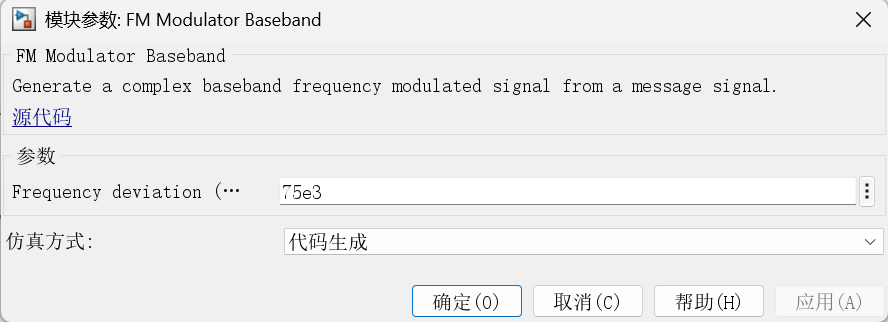 模块参数: FM Modulator Baseband
FM Modulator Baseband
Generate a complex baseband frequency modulated signal from a message signal.
源代码
参数
Frequency deviation (… 75e3
仿真方式: 代码生成
确定(O) 取消(C) 帮助(H) 应用(A)